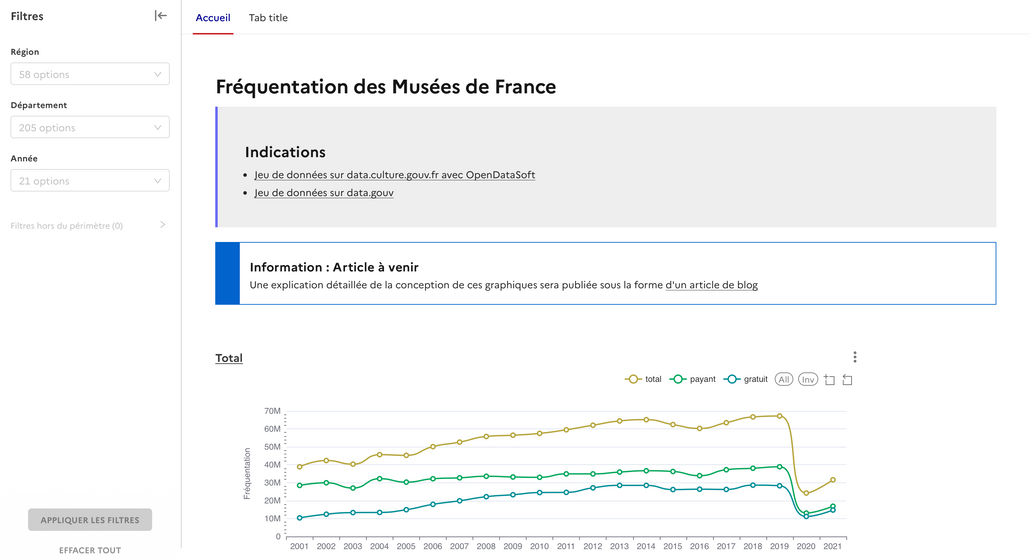 Filtres
Région
58 options
Département
205 options
Année
21 options
Filtres hors du périmètre (0)
APPLIQUER LES FILTRES
EFFACER TOUT
Accueil Tab title
Fréquentation des Musées de France
Indications
Jeu de données sur data.culture.gouv.fr avec OpenDataSoft
Jeu de données sur data.gouv
Information : Article à venir
Une explication détaillée de la conception de ces graphiques sera publiée sous la forme d'un article de blog
Total
total payant gratuit All Inv
Fréquentation
70M
60M
50M
40M
30M
20M
10M
0
2001 2002 2003 2004 2005 2006 2007 2008 2009 2010 2011 2012 2013 2014 2015 2016 2017 2018 2019 2020 2021